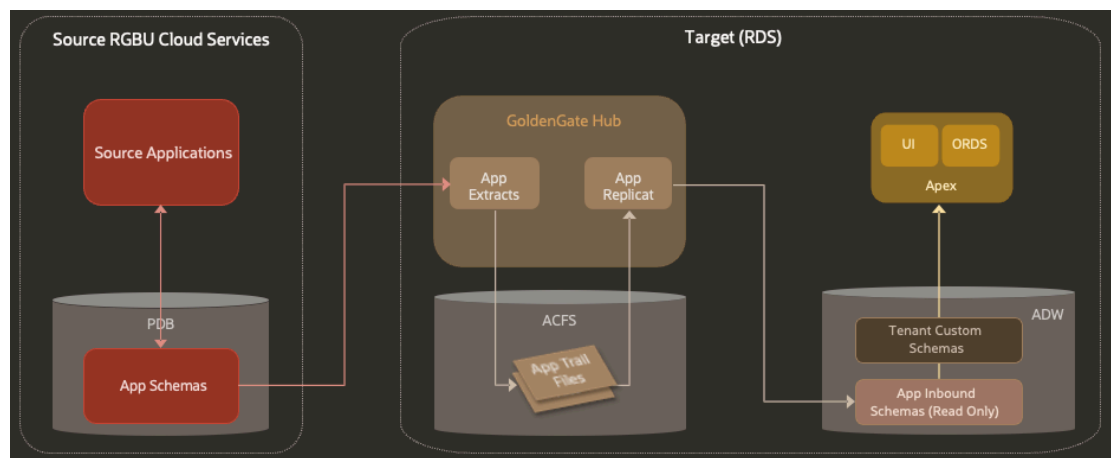 Source RGBU Cloud Services
Source Applications
PDB
App Schemas
Target (RDS)
GoldenGate Hub
App
Extracts
App
Replicat
ACFS
App Trail
Files
UI
ORDS
Apex
ADW
Tenant Custom
Schemas
App Inbound
Schemas (Read Only)